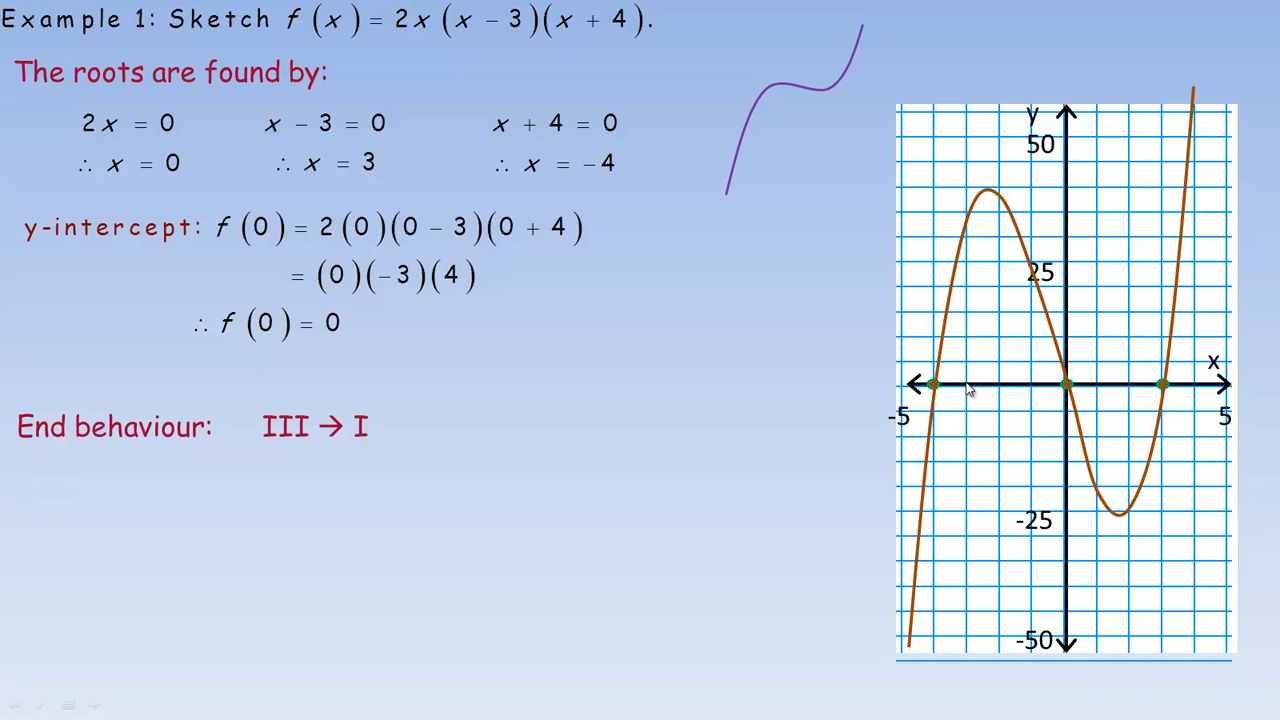 Example 1: Sketch f(x) = 2x(x − 3)(x + 4).
The roots are found by:
2x = 0    x − 3 = 0    x + 4 = 0
∴ x = 0    ∴ x = 3    ∴ x = −4
y-intercept: f(0) = 2(0)(0 − 3)(0 + 4)
= (0)(−3)(4)
∴ f(0) = 0
End behaviour: III → I
y
50
25
x
-5
5
-25
-50